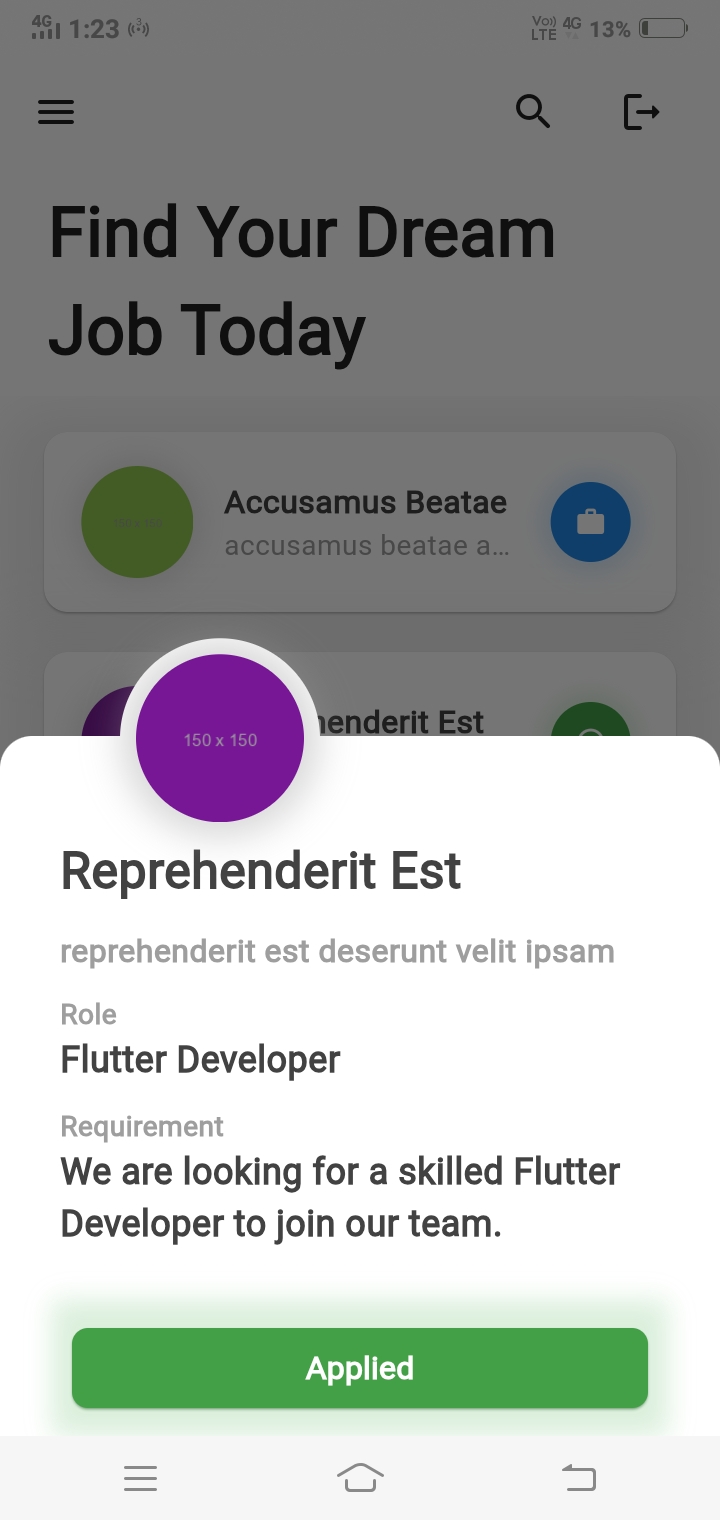 4G 1:23 3 Vo)) LTE 4G 13%
Find Your Dream
Job Today
Accusamus Beatae
accusamus beatae a...
henderit Est
150 x 150
Reprehenderit Est
reprehenderit est deserunt velit ipsam
Role
Flutter Developer
Requirement
We are looking for a skilled Flutter
Developer to join our team.
Applied